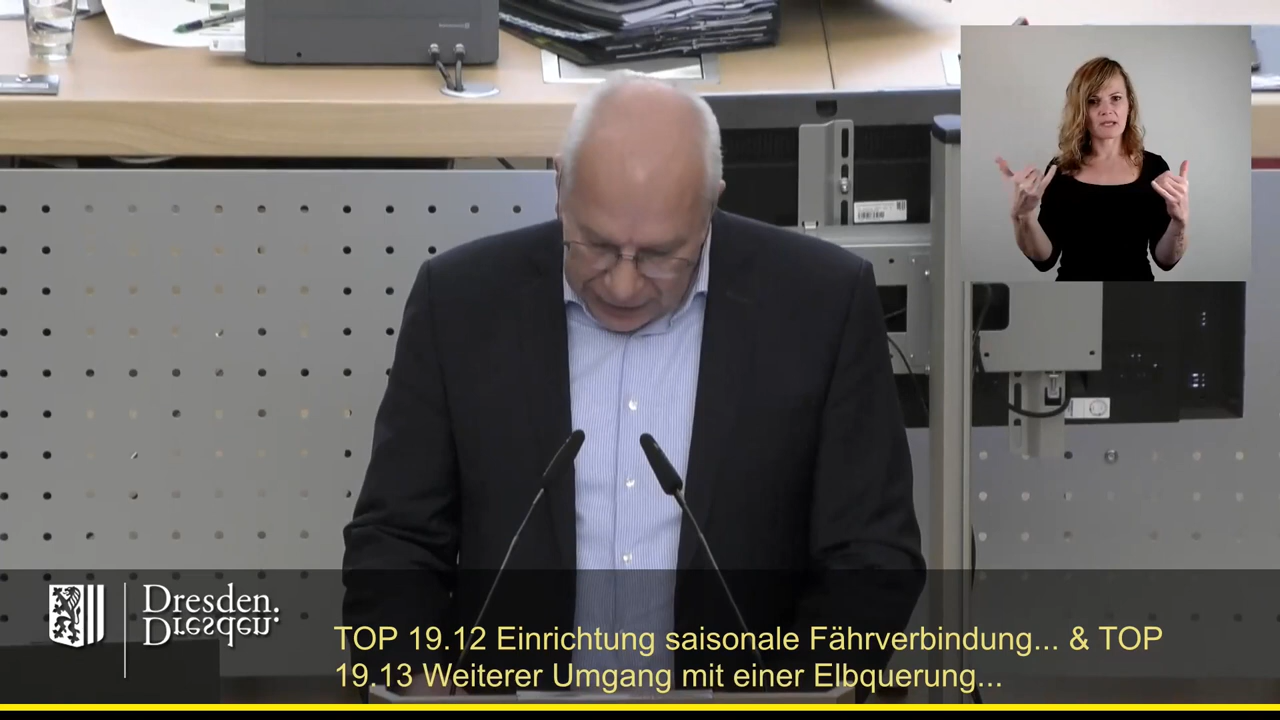 Dresden.
Dresden.
TOP 19.12 Einrichtung saisonale Fährverbindung... & TOP
19.13 Weiterer Umgang mit einer Elbquerung...